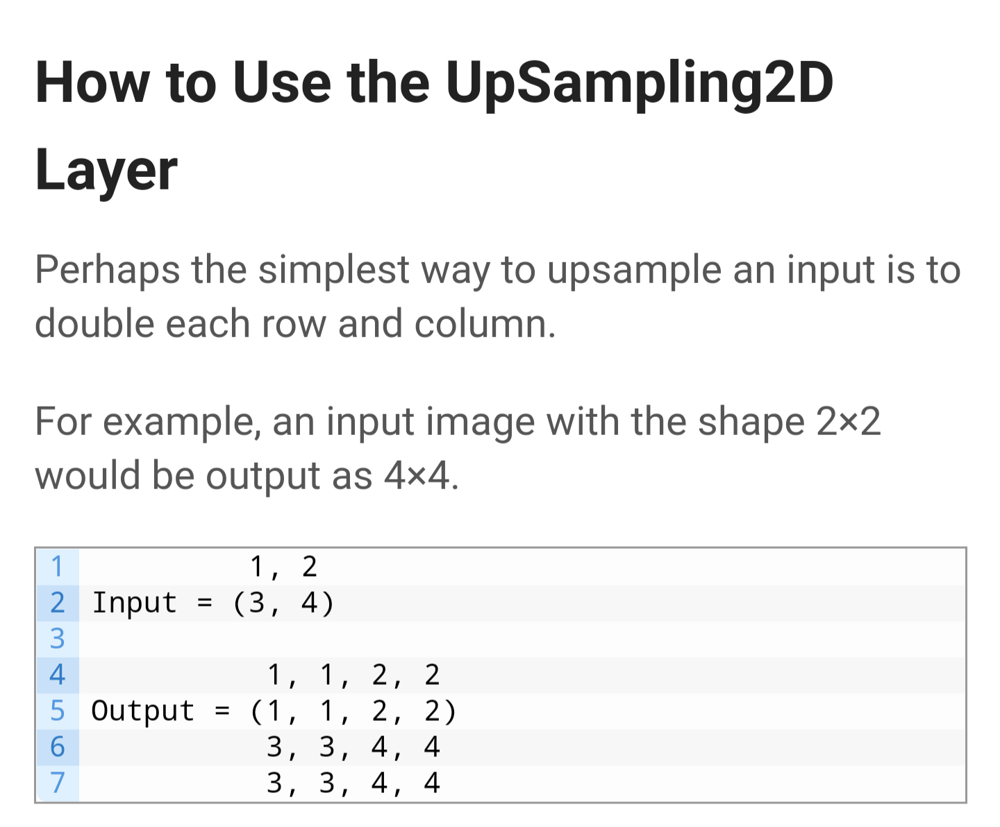 How to Use the UpSampling2D
Layer
Perhaps the simplest way to upsample an input is to
double each row and column.
For example, an input image with the shape 2×2
would be output as 4×4.
1          1, 2
2 Input = (3, 4)
3
4           1, 1, 2, 2
5 Output = (1, 1, 2, 2)
6           3, 3, 4, 4
7           3, 3, 4, 4